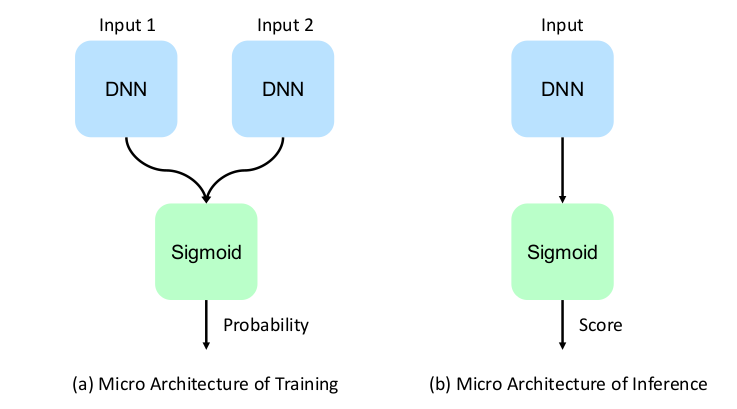 Input 1
Input 2
Input
DNN
DNN
DNN
Sigmoid
Sigmoid
Probability
Score
(a) Micro Architecture of Training
(b) Micro Architecture of Inference